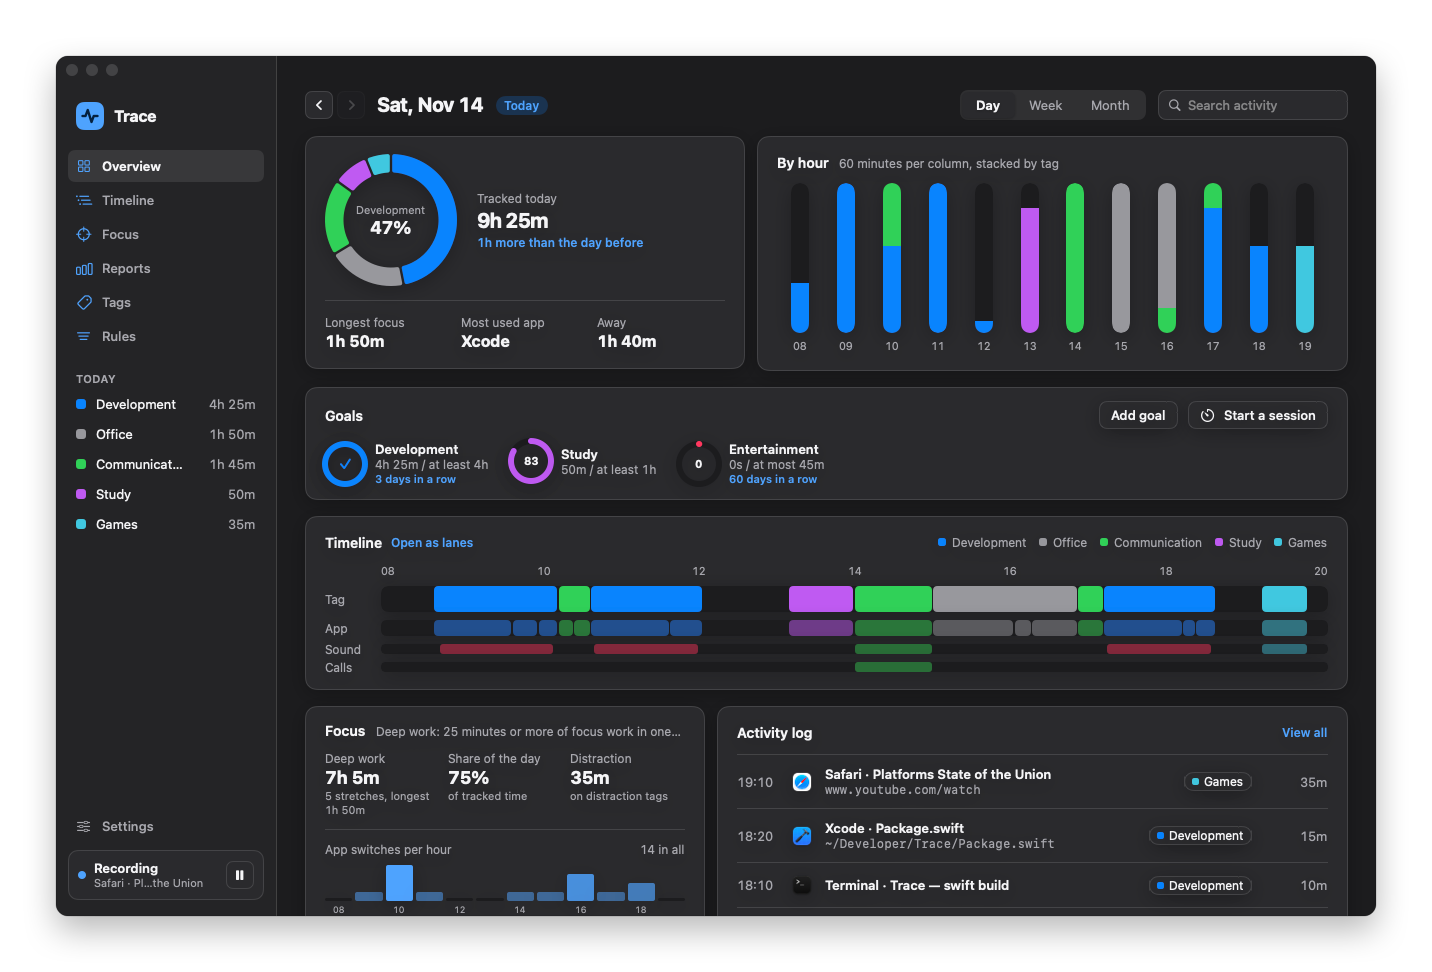 Trace
Overview
Timeline
Focus
Reports
Tags
Rules
TODAY
Development 4h 25m
Office 1h 50m
Communicat... 1h 45m
Study 50m
Games 35m
Settings
Recording
Safari · Pl...the Union
Sat, Nov 14 Today
Day Week Month
Search activity
Development
47%
Tracked today
9h 25m
1h more than the day before
Longest focus
1h 50m
Most used app
Xcode
Away
1h 40m
By hour 60 minutes per column, stacked by tag
08 09 10 11 12 13 14 15 16 17 18 19
Goals
Add goal
Start a session
Development
4h 25m / at least 4h
3 days in a row
83
Study
50m / at least 1h
0
Entertainment
0s / at most 45m
60 days in a row
Timeline Open as lanes
Development Office Communication Study Games
08 10 12 14 16 18 20
Tag
App
Sound
Calls
Focus Deep work: 25 minutes or more of focus work in one...
Deep work
7h 5m
5 stretches, longest
1h 50m
Share of the day
75%
of tracked time
Distraction
35m
on distraction tags
App switches per hour 14 in all
08 10 12 14 16 18
Activity log View all
19:10 Safari · Platforms State of the Union Games 35m
www.youtube.com/watch
18:20 Xcode · Package.swift Development 15m
~/Developer/Trace/Package.swift
18:10 Terminal · Trace — swift build Development 10m